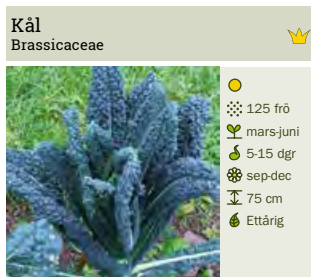 Kål
Brassicaceae
125 frö
mars-juni
5-15 dgr
sep-dec
75 cm
Ettårig